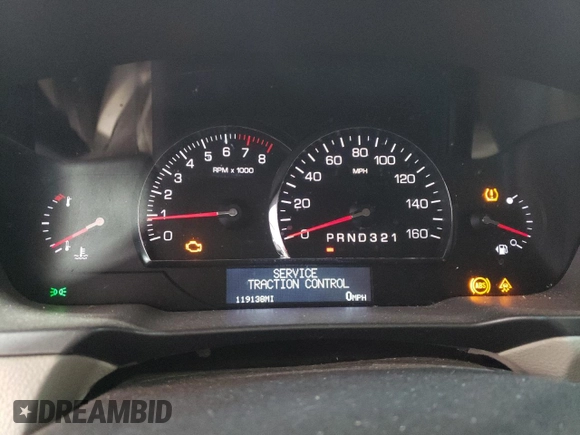 0 1 2 3 4 5 6 7 8
RPM x 1000
0 20 40 60 80 100 120 140 160
MPH
PRND321
SERVICE
TRACTION CONTROL
119138MI 0MPH
ABS
DREAMBID